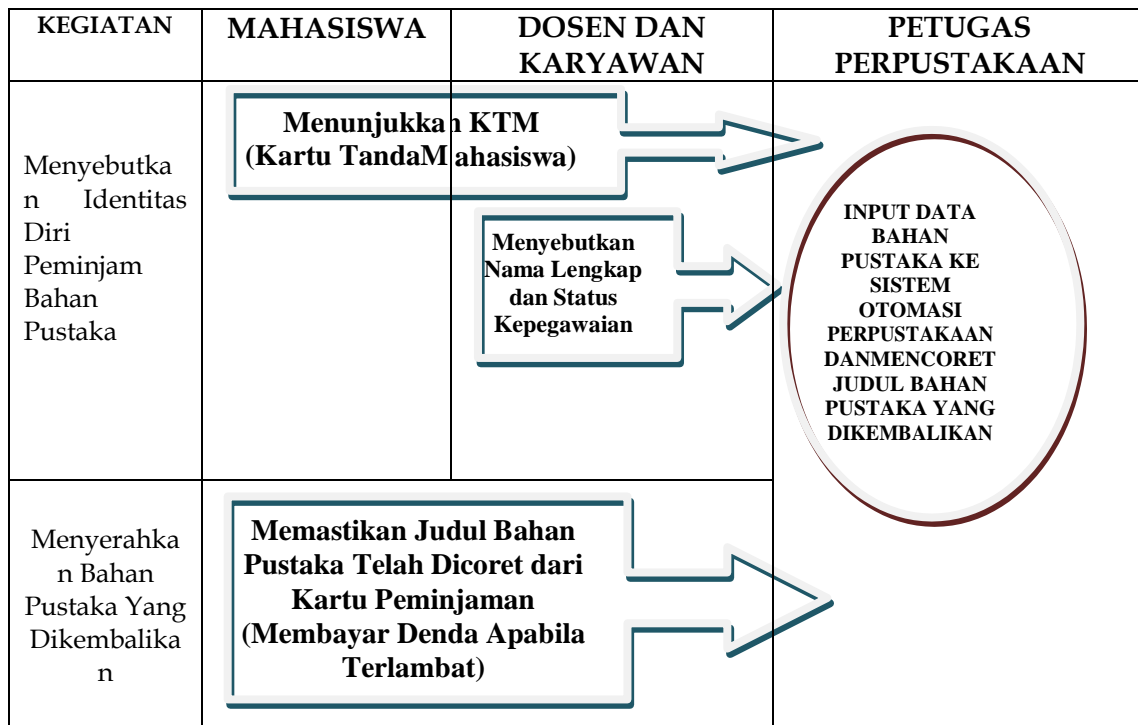 KEGIATAN
MAHASISWA
DOSEN DAN
KARYAWAN
PETUGAS
PERPUSTAKAAN
Menyebutka
n Identitas
Diri
Peminjam
Bahan
Pustaka
Menunjukkan KTM
(Kartu TandaMahasiswa)
Menyebutkan
Nama Lengkap
dan Status
Kepegawaian
INPUT DATA
BAHAN
PUSTAKA KE
SISTEM
OTOMASI
PERPUSTAKAAN
DANMENCORET
JUDUL BAHAN
PUSTAKA YANG
DIKEMBALIKAN
Menyerahka
n Bahan
Pustaka Yang
Dikembalika
n
Memastikan Judul Bahan
Pustaka Telah Dicoret dari
Kartu Peminjaman
(Membayar Denda Apabila
Terlambat)